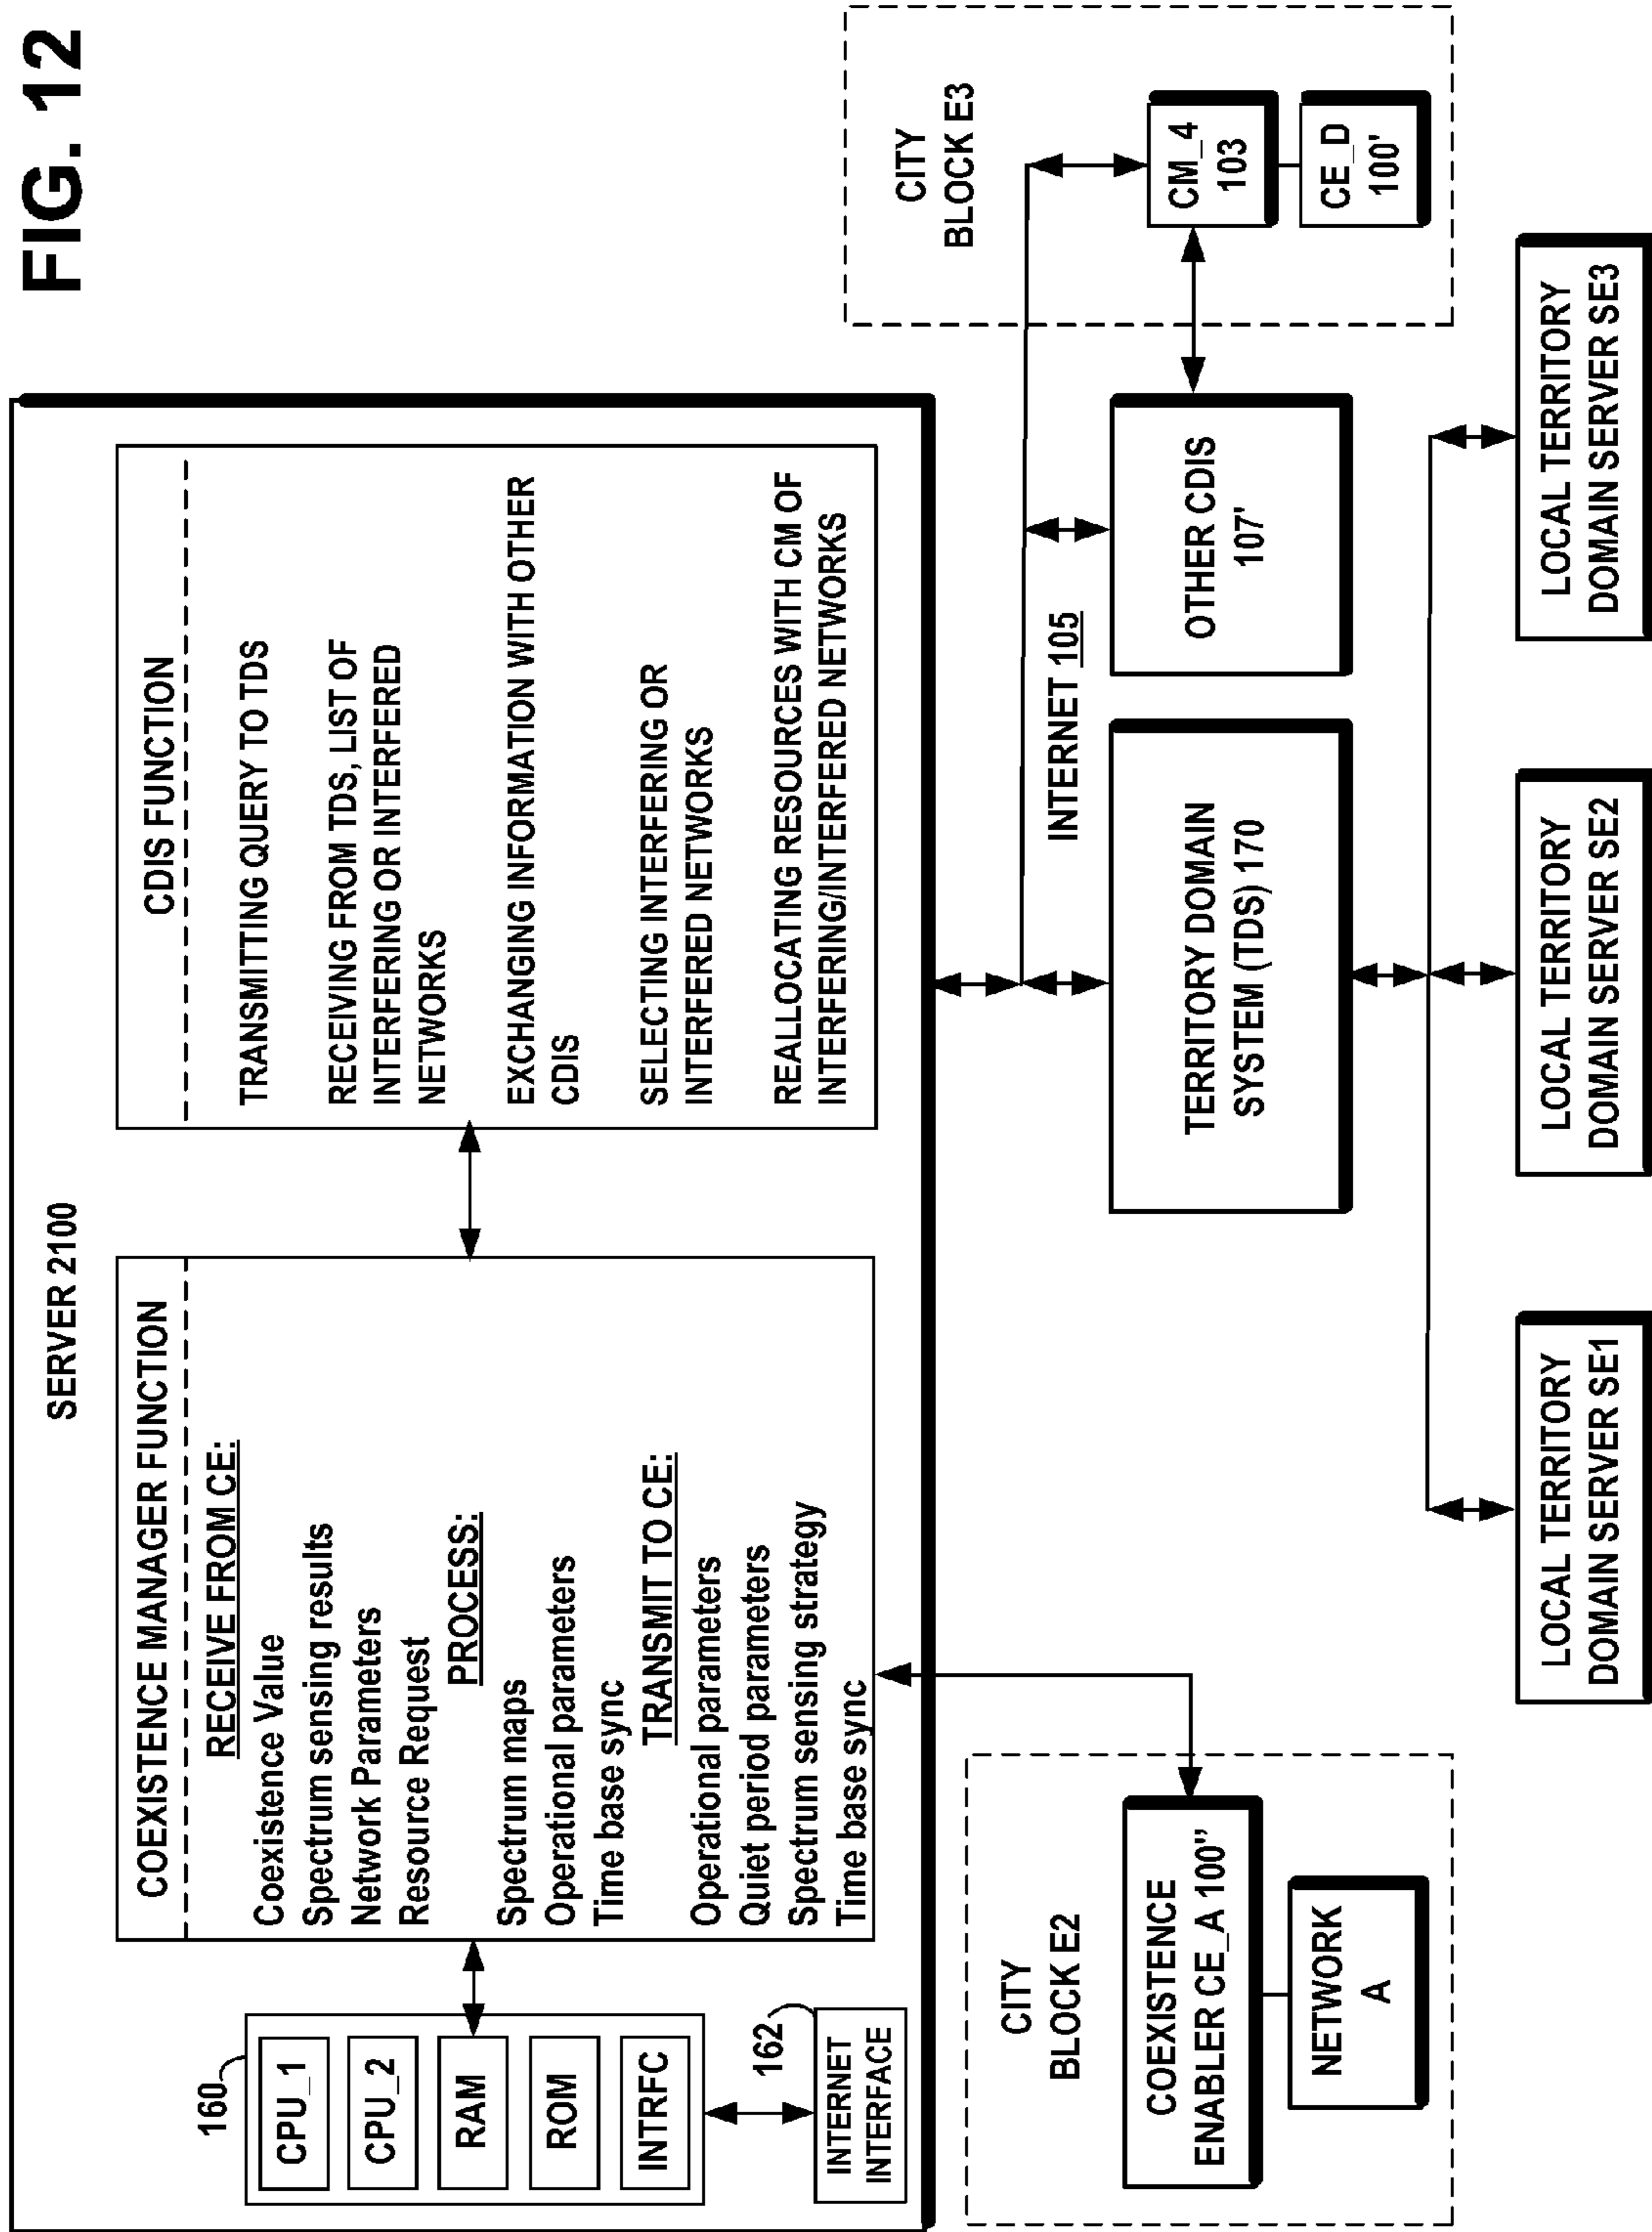 FIG. 12
SERVER 2100
160
CPU_1
CPU_2
RAM
ROM
INTRFC
162
INTERNET
INTERFACE
COEXISTENCE MANAGER FUNCTION
RECEIVE FROM CE:
Coexistence Value
Spectrum sensing results
Network Parameters
Resource Request
PROCESS:
Spectrum maps
Operational parameters
Time base sync
TRANSMIT TO CE:
Operational parameters
Quiet period parameters
Spectrum sensing strategy
Time base sync
CDIS FUNCTION
TRANSMITTING QUERY TO TDS
RECEIVING FROM TDS, LIST OF
INTERFERING OR INTERFERED
NETWORKS
EXCHANGING INFORMATION WITH OTHER
CDIS
SELECTING INTERFERING OR
INTERFERED NETWORKS
REALLOCATING RESOURCES WITH CM OF
INTERFERING/INTERFERED NETWORKS
CITY
BLOCK E2
COEXISTENCE
ENABLER CE_A 100”
NETWORK
A
INTERNET 105
TERRITORY DOMAIN
SYSTEM (TDS) 170
OTHER CDIS
107'
CITY
BLOCK E3
CM_4
103
CE_D
100'
LOCAL TERRITORY
DOMAIN SERVER SE1
LOCAL TERRITORY
DOMAIN SERVER SE2
LOCAL TERRITORY
DOMAIN SERVER SE3